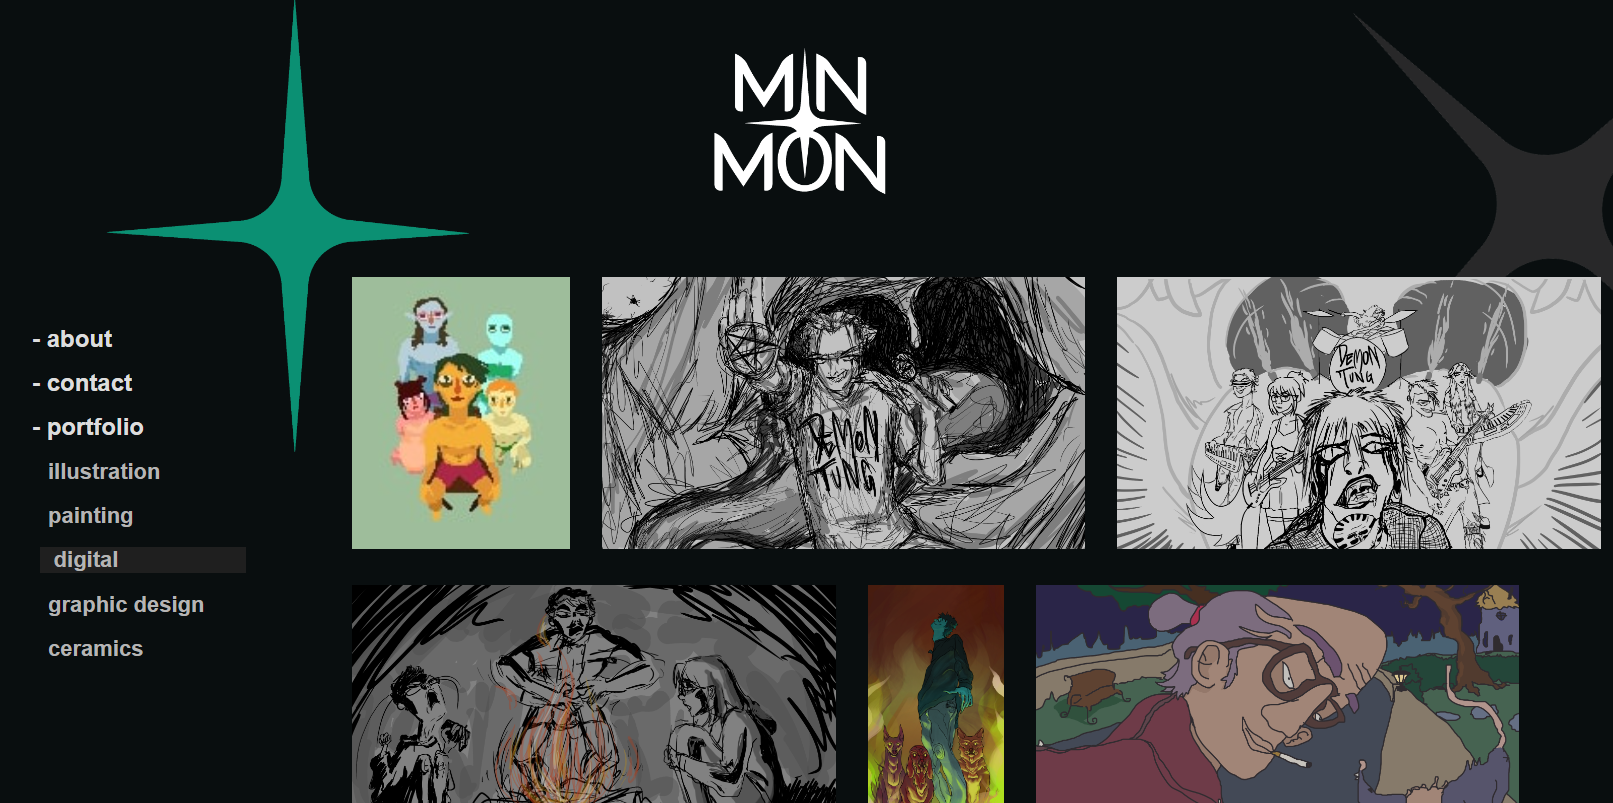 MIN
MON
- about
- contact
- portfolio
illustration
painting
digital
graphic design
ceramics
DEMON
TUNG
DEMON
TUNG